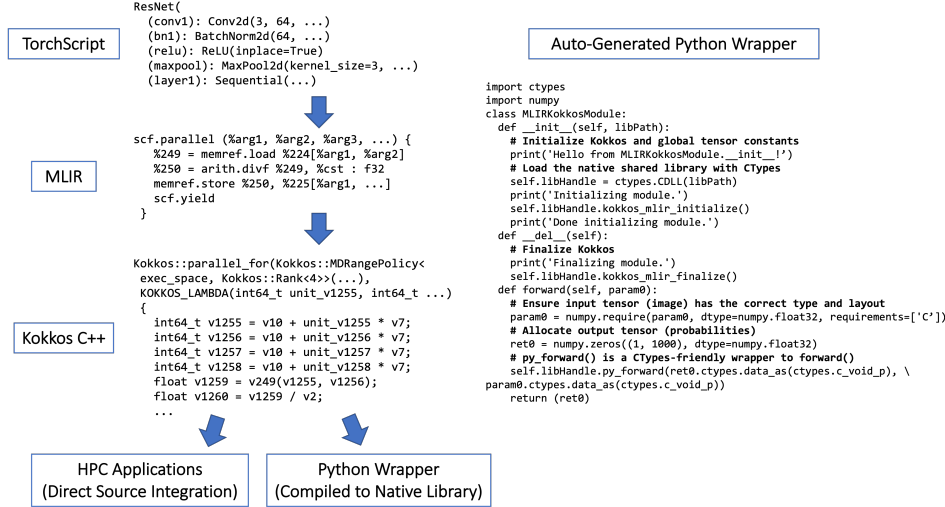 TorchScript
ResNet(
  (conv1): Conv2d(3, 64, ...)
  (bn1): BatchNorm2d(64, ...)
  (relu): ReLU(inplace=True)
  (maxpool): MaxPool2d(kernel_size=3, ...)
  (layer1): Sequential(...)
MLIR
scf.parallel (%arg1, %arg2, %arg3, ...) {
   %249 = memref.load %224[%arg1, %arg2]
   %250 = arith.divf %249, %cst : f32
   memref.store %250, %225[%arg1, ...]
   scf.yield
 }
Kokkos C++
Kokkos::parallel_for(Kokkos::MDRangePolicy<
 exec_space, Kokkos::Rank<4>>(...),
 KOKKOS_LAMBDA(int64_t unit_v1255, int64_t ...)
 {
   int64_t v1255 = v10 + unit_v1255 * v7;
   int64_t v1256 = v10 + unit_v1256 * v7;
   int64_t v1257 = v10 + unit_v1257 * v7;
   int64_t v1258 = v10 + unit_v1258 * v7;
   float v1259 = v249(v1255, v1256);
   float v1260 = v1259 / v2;
   ...
HPC Applications
(Direct Source Integration)
Python Wrapper
(Compiled to Native Library)
Auto-Generated Python Wrapper
import ctypes
import numpy
class MLIRKokkosModule:
  def __init__(self, libPath):
    # Initialize Kokkos and global tensor constants
    print('Hello from MLIRKokkosModule.__init__!’)
    # Load the native shared library with CTypes
    self.libHandle = ctypes.CDLL(libPath)
    print('Initializing module.')
    self.libHandle.kokkos_mlir_initialize()
    print('Done initializing module.')
  def __del__(self):
    # Finalize Kokkos
    print('Finalizing module.')
    self.libHandle.kokkos_mlir_finalize()
  def forward(self, param0):
    # Ensure input tensor (image) has the correct type and layout
    param0 = numpy.require(param0, dtype=numpy.float32, requirements=['C’])
    # Allocate output tensor (probabilities)
    ret0 = numpy.zeros((1, 1000), dtype=numpy.float32)
    # py_forward() is a CTypes-friendly wrapper to forward()
    self.libHandle.py_forward(ret0.ctypes.data_as(ctypes.c_void_p), \
param0.ctypes.data_as(ctypes.c_void_p))
    return (ret0)